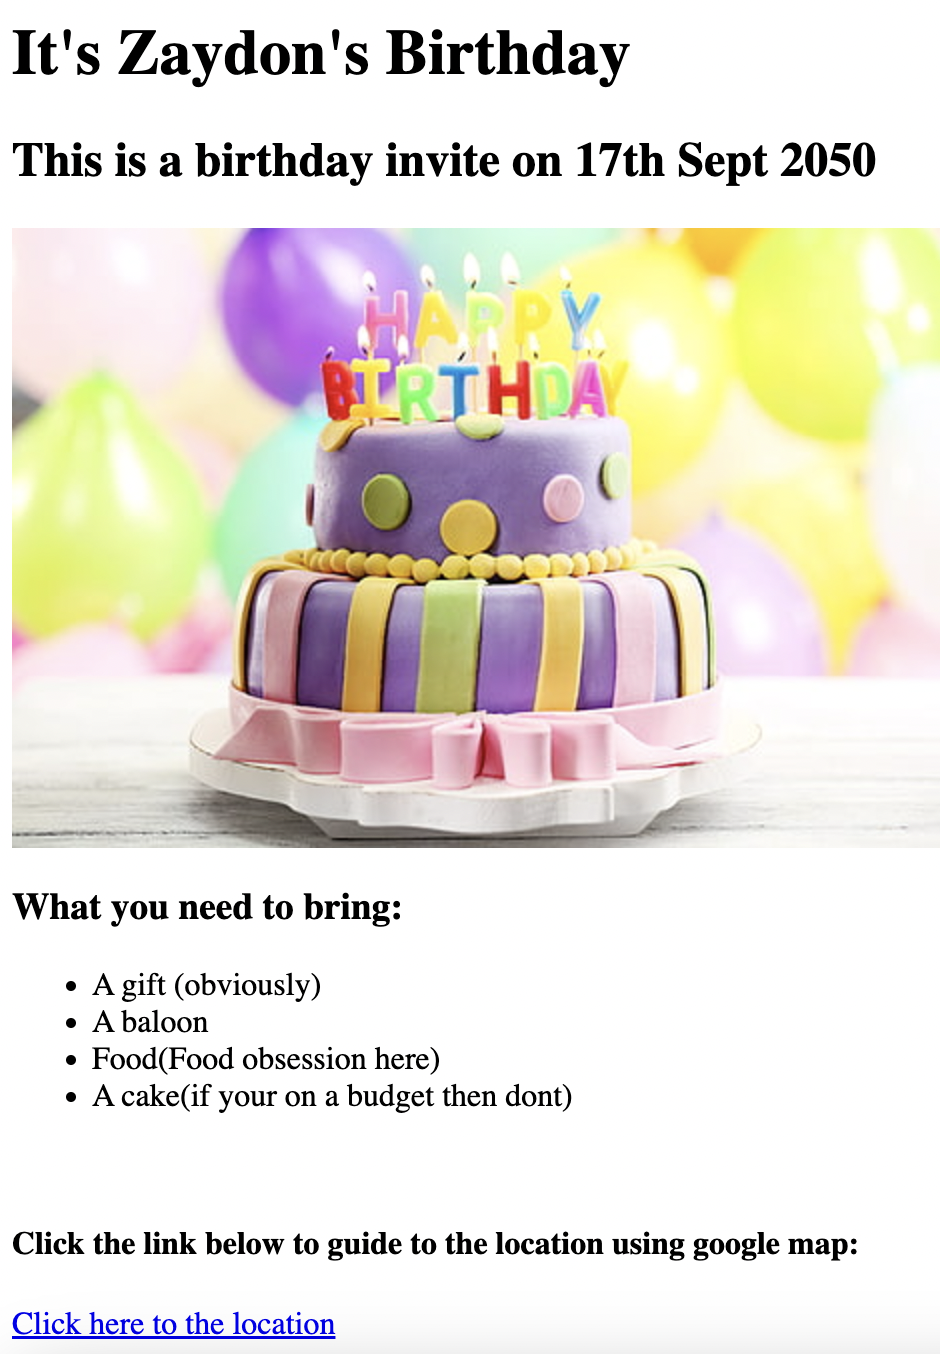 It's Zaydon's Birthday
This is a birthday invite on 17th Sept 2050
HAPPY
BIRTHDAY
What you need to bring:
A gift (obviously)
A baloon
Food(Food obsession here)
A cake(if your on a budget then dont)
Click the link below to guide to the location using google map:
Click here to the location